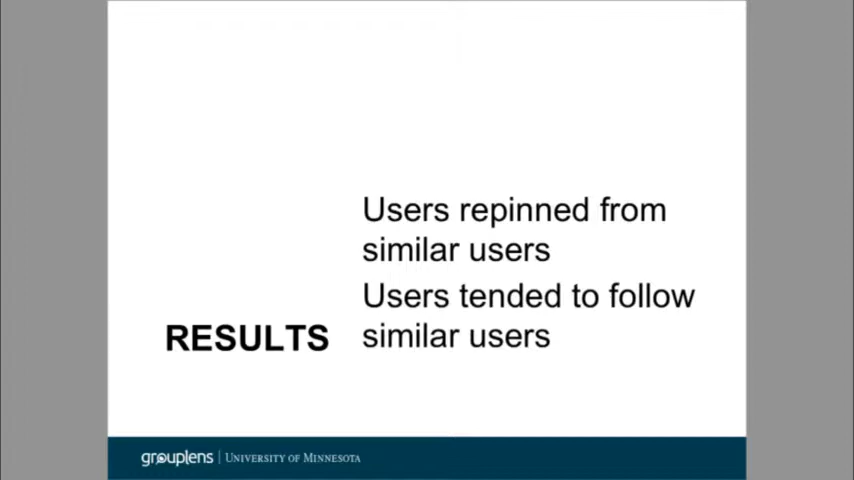 Users repinned from
similar users
Users tended to follow
similar users
RESULTS
grouplens | UNIVERSITY OF MINNESOTA